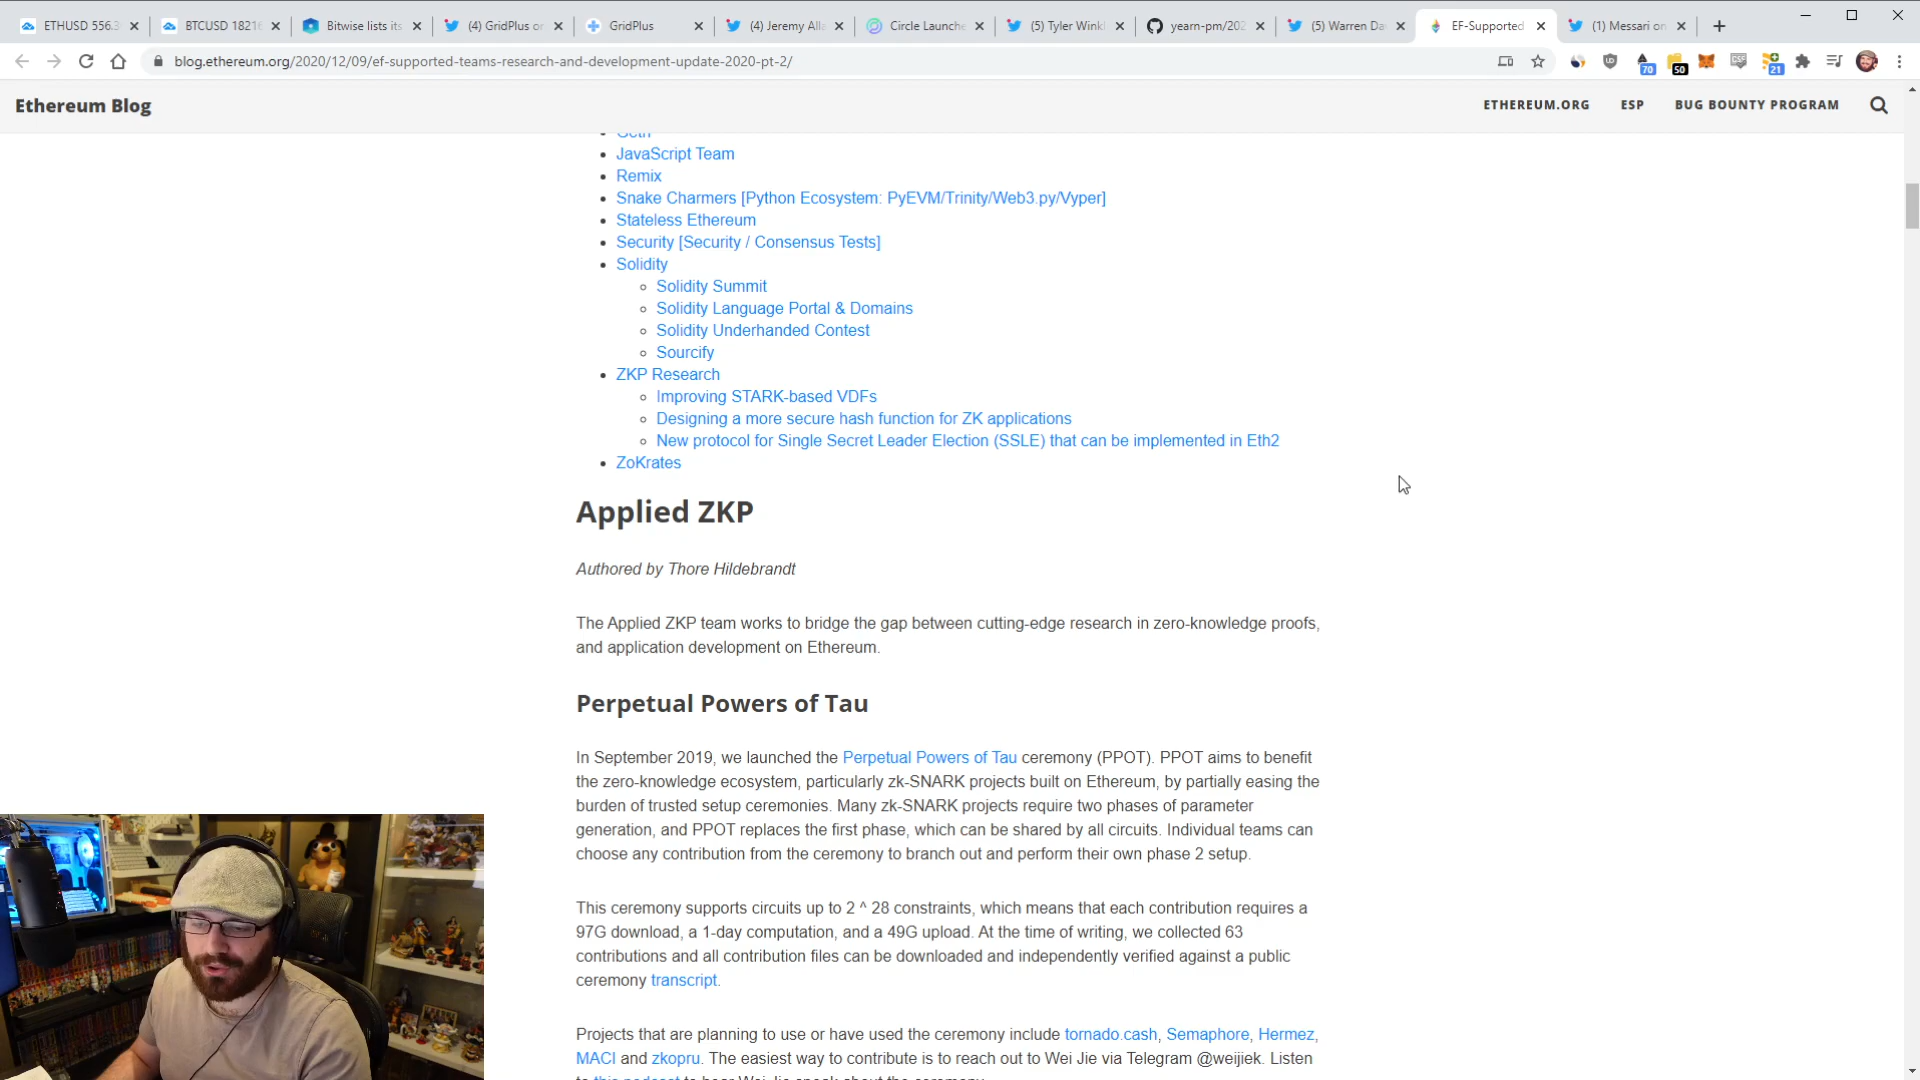 ETHUSD 556.3
BTCUSD 1821
Bitwise lists its
(4) GridPlus on
GridPlus
(4) Jeremy Alla
Circle Launche
(5) Tyler Winkl
yearn-pm/202
(5) Warren Da
EF-Supported
(1) Messari on
blog.ethereum.org/2020/12/09/ef-supported-teams-research-and-development-update-2020-pt-2/
70
50
21
Ethereum Blog
ETHEREUM.ORG
ESP
BUG BOUNTY PROGRAM
Geth
JavaScript Team
Remix
Snake Charmers [Python Ecosystem: PyEVM/Trinity/Web3.py/Vyper]
Stateless Ethereum
Security [Security / Consensus Tests]
Solidity
Solidity Summit
Solidity Language Portal & Domains
Solidity Underhanded Contest
Sourcify
ZKP Research
Improving STARK-based VDFs
Designing a more secure hash function for ZK applications
New protocol for Single Secret Leader Election (SSLE) that can be implemented in Eth2
ZoKrates
Applied ZKP
Authored by Thore Hildebrandt
The Applied ZKP team works to bridge the gap between cutting-edge research in zero-knowledge proofs,
and application development on Ethereum.
Perpetual Powers of Tau
In September 2019, we launched the Perpetual Powers of Tau ceremony (PPOT). PPOT aims to benefit
the zero-knowledge ecosystem, particularly zk-SNARK projects built on Ethereum, by partially easing the
burden of trusted setup ceremonies. Many zk-SNARK projects require two phases of parameter
generation, and PPOT replaces the first phase, which can be shared by all circuits. Individual teams can
choose any contribution from the ceremony to branch out and perform their own phase 2 setup.
This ceremony supports circuits up to 2 ^ 28 constraints, which means that each contribution requires a
97G download, a 1-day computation, and a 49G upload. At the time of writing, we collected 63
contributions and all contribution files can be downloaded and independently verified against a public
ceremony transcript.
Projects that are planning to use or have used the ceremony include tornado.cash, Semaphore, Hermez,
MACI and zkopru. The easiest way to contribute is to reach out to Wei Jie via Telegram @weijiek. Listen
to this podcast to hear Wei Jie speak about the ceremony.